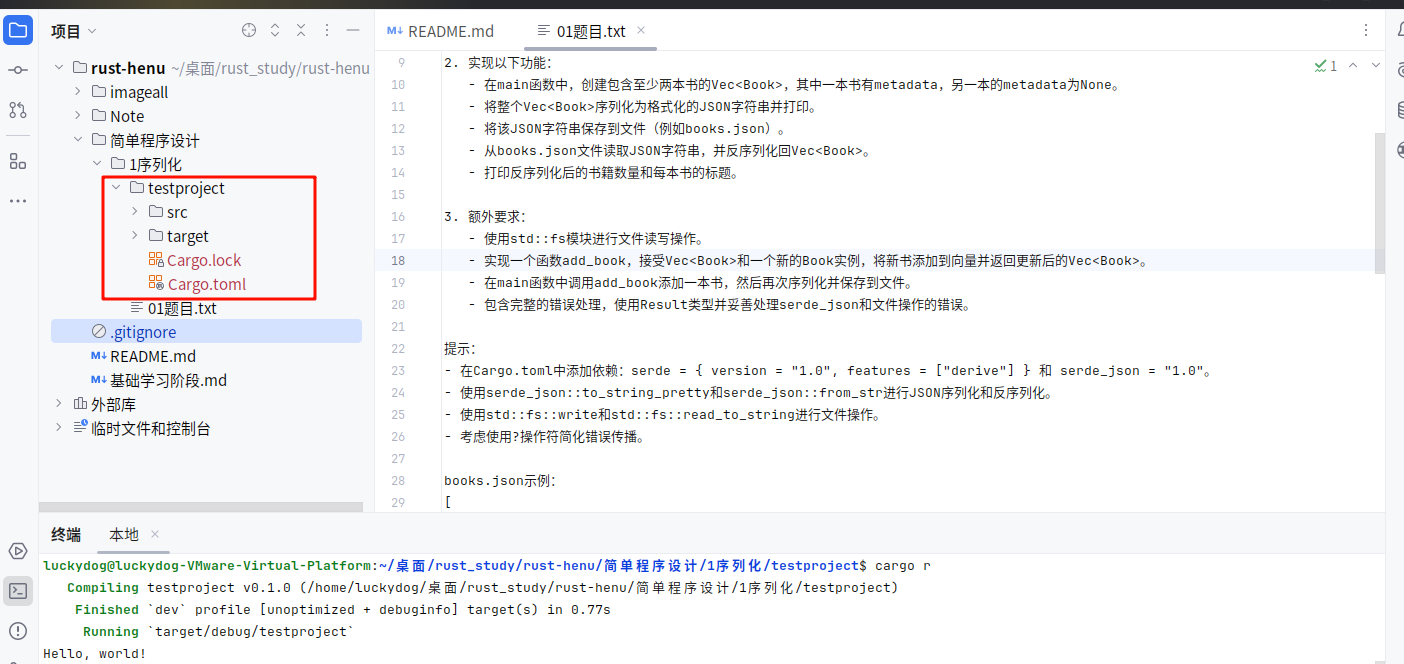 项目
rust-henu ~/桌面/rust_study/rust-henu
imageall
Note
简单程序设计
1序列化
testproject
src
target
Cargo.lock
Cargo.toml
01题目.txt
.gitignore
README.md
基础学习阶段.md
外部库
临时文件和控制台
README.md 01题目.txt
1
9 2. 实现以下功能：
10 - 在main函数中，创建包含至少两本书的Vec<Book>，其中一本书有metadata，另一本的metadata为None。
11 - 将整个Vec<Book>序列化为格式化的JSON字符串并打印。
12 - 将该JSON字符串保存到文件（例如books.json）。
13 - 从books.json文件读取JSON字符串，并反序列化回Vec<Book>。
14 - 打印反序列化后的书籍数量和每本书的标题。
15
16 3. 额外要求：
17 - 使用std::fs模块进行文件读写操作。
18 - 实现一个函数add_book，接受Vec<Book>和一个新的Book实例，将新书添加到向量并返回更新后的Vec<Book>。
19 - 在main函数中调用add_book添加一本书，然后再次序列化并保存到文件。
20 - 包含完整的错误处理，使用Result类型并妥善处理serde_json和文件操作的错误。
21
22 提示：
23 - 在Cargo.toml中添加依赖：serde = { version = "1.0", features = ["derive"] } 和 serde_json = "1.0"。
24 - 使用serde_json::to_string_pretty和serde_json::from_str进行JSON序列化和反序列化。
25 - 使用std::fs::write和std::fs::read_to_string进行文件操作。
26 - 考虑使用?操作符简化错误传播。
27
28 books.json示例：
29 [
终端 本地
luckydog@luckydog-VMware-Virtual-Platform:~/桌面/rust_study/rust-henu/简单程序设计/1序列化/testproject$ cargo r
Compiling testproject v0.1.0 (/home/luckydog/桌面/rust_study/rust-henu/简单程序设计/1序列化/testproject)
Finished `dev` profile [unoptimized + debuginfo] target(s) in 0.77s
Running `target/debug/testproject`
Hello, world!